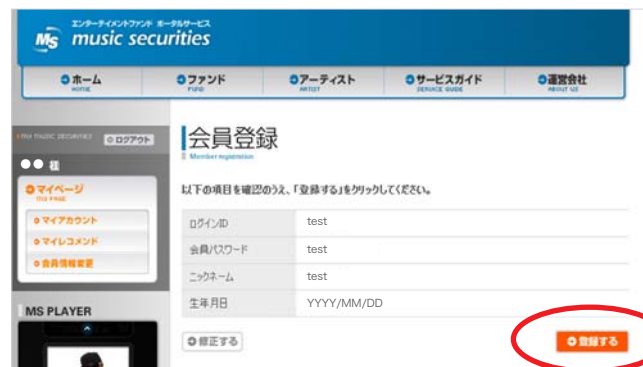 エンターテイメントファンド ポータルサービス
Ms music securities
ホーム
HOME
ファンド
FUND
アーティスト
ARTIST
サービスガイド
SERVICE GUIDE
運営会社
ABOUT US
my music securities
ログアウト
●● 様
マイページ
my PAGE
マイアカウント
マイレコメンド
会員情報変更
MS PLAYER
会員登録
Member registration
以下の項目を確認のうえ、「登録する」をクリックしてください。
ログインID test
会員パスワード test
ニックネーム test
生年月日 YYYY/MM/DD
修正する
登録する